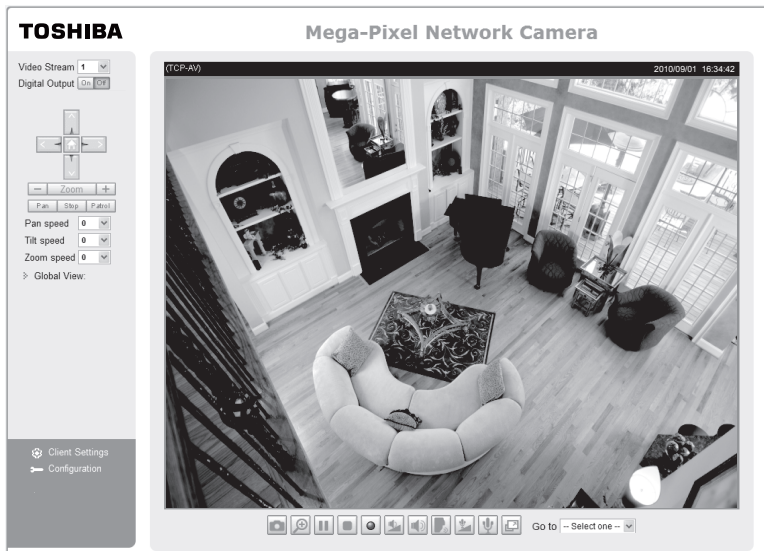 TOSHIBA
Mega-Pixel Network Camera
Video Stream 1
Digital Output On Off
(TCP-AV) 2010/09/01 16:34:42
Zoom
Pan Stop Patrol
Pan speed 0
Tilt speed 0
Zoom speed 0
Global View:
Client Settings
Configuration
Go to -- Select one --